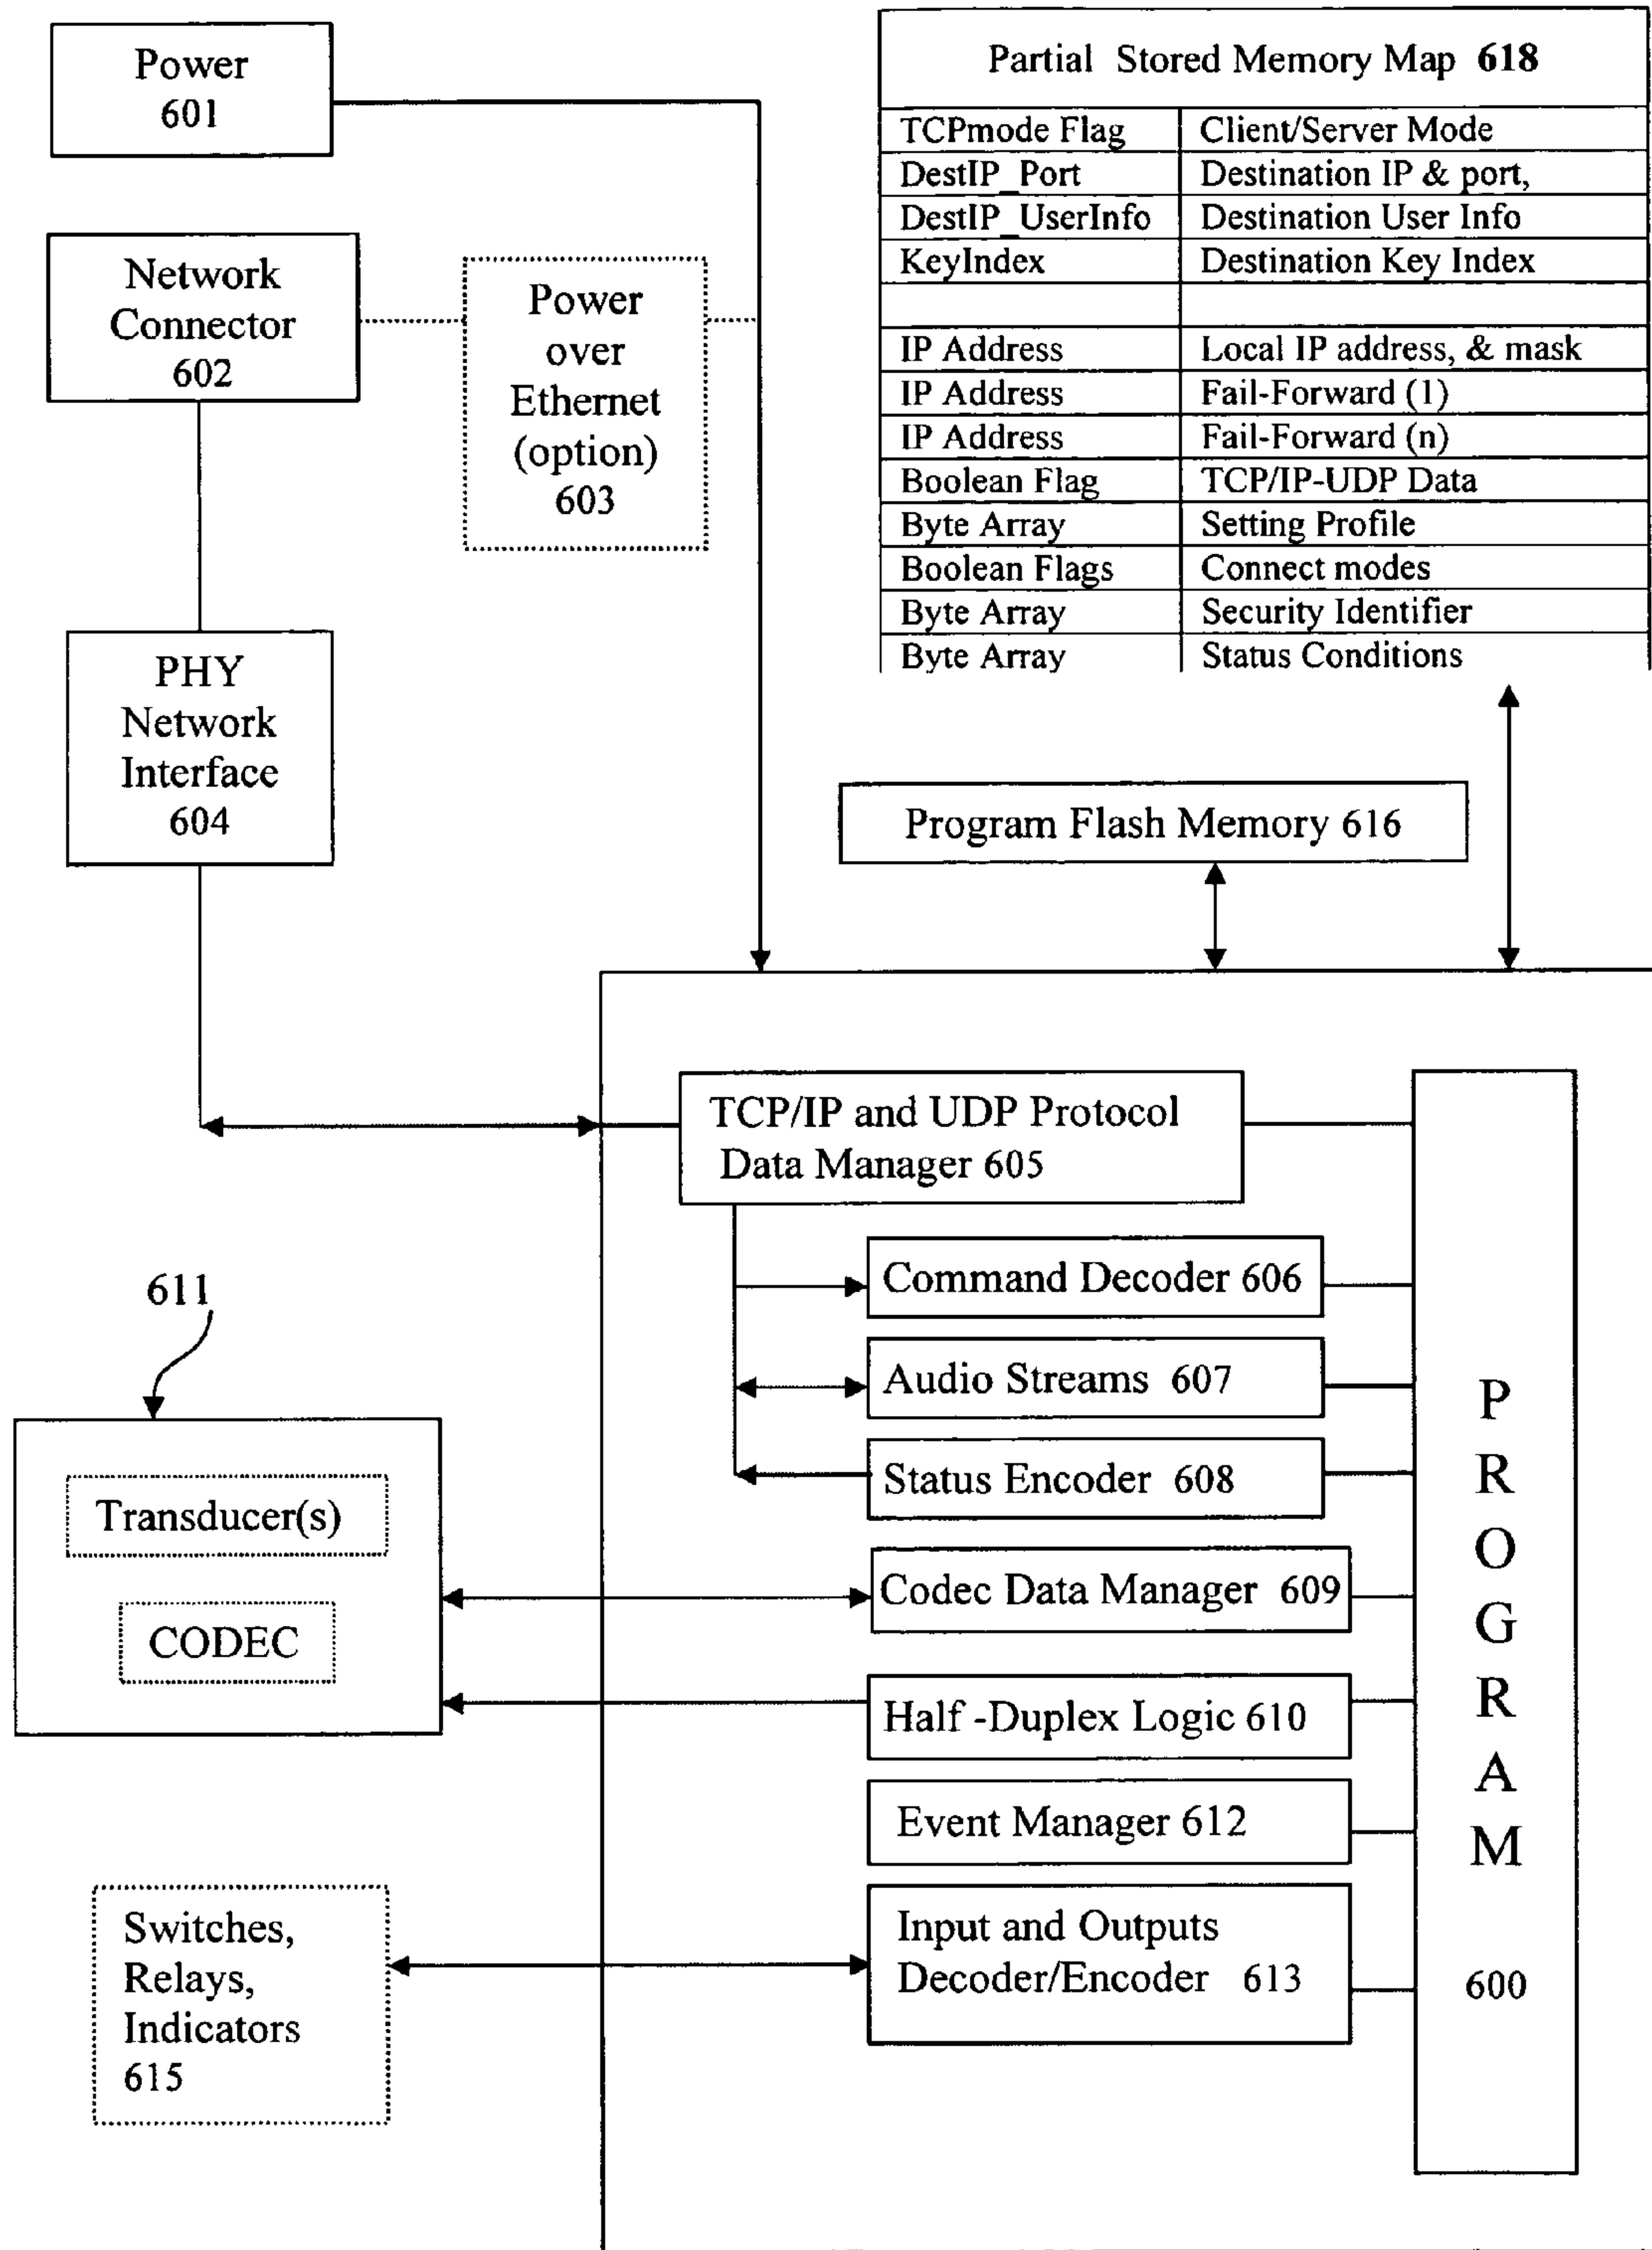 Power
601
Network
Connector
602
Power
over
Ethernet
(option)
603
PHY
Network
Interface
604
Partial Stored Memory Map 618
TCPmode Flag Client/Server Mode
DestIP_Port Destination IP & port,
DestIP_UserInfo Destination User Info
KeyIndex Destination Key Index
IP Address Local IP address, & mask
IP Address Fail-Forward (1)
IP Address Fail-Forward (n)
Boolean Flag TCP/IP-UDP Data
Byte Array Setting Profile
Boolean Flags Connect modes
Byte Array Security Identifier
Byte Array Status Conditions
Program Flash Memory 616
TCP/IP and UDP Protocol
Data Manager 605
Command Decoder 606
Audio Streams 607
Status Encoder 608
Codec Data Manager 609
Half -Duplex Logic 610
Event Manager 612
Input and Outputs
Decoder/Encoder 613
611
Transducer(s)
CODEC
Switches,
Relays,
Indicators
615
P
R
O
G
R
A
M
600